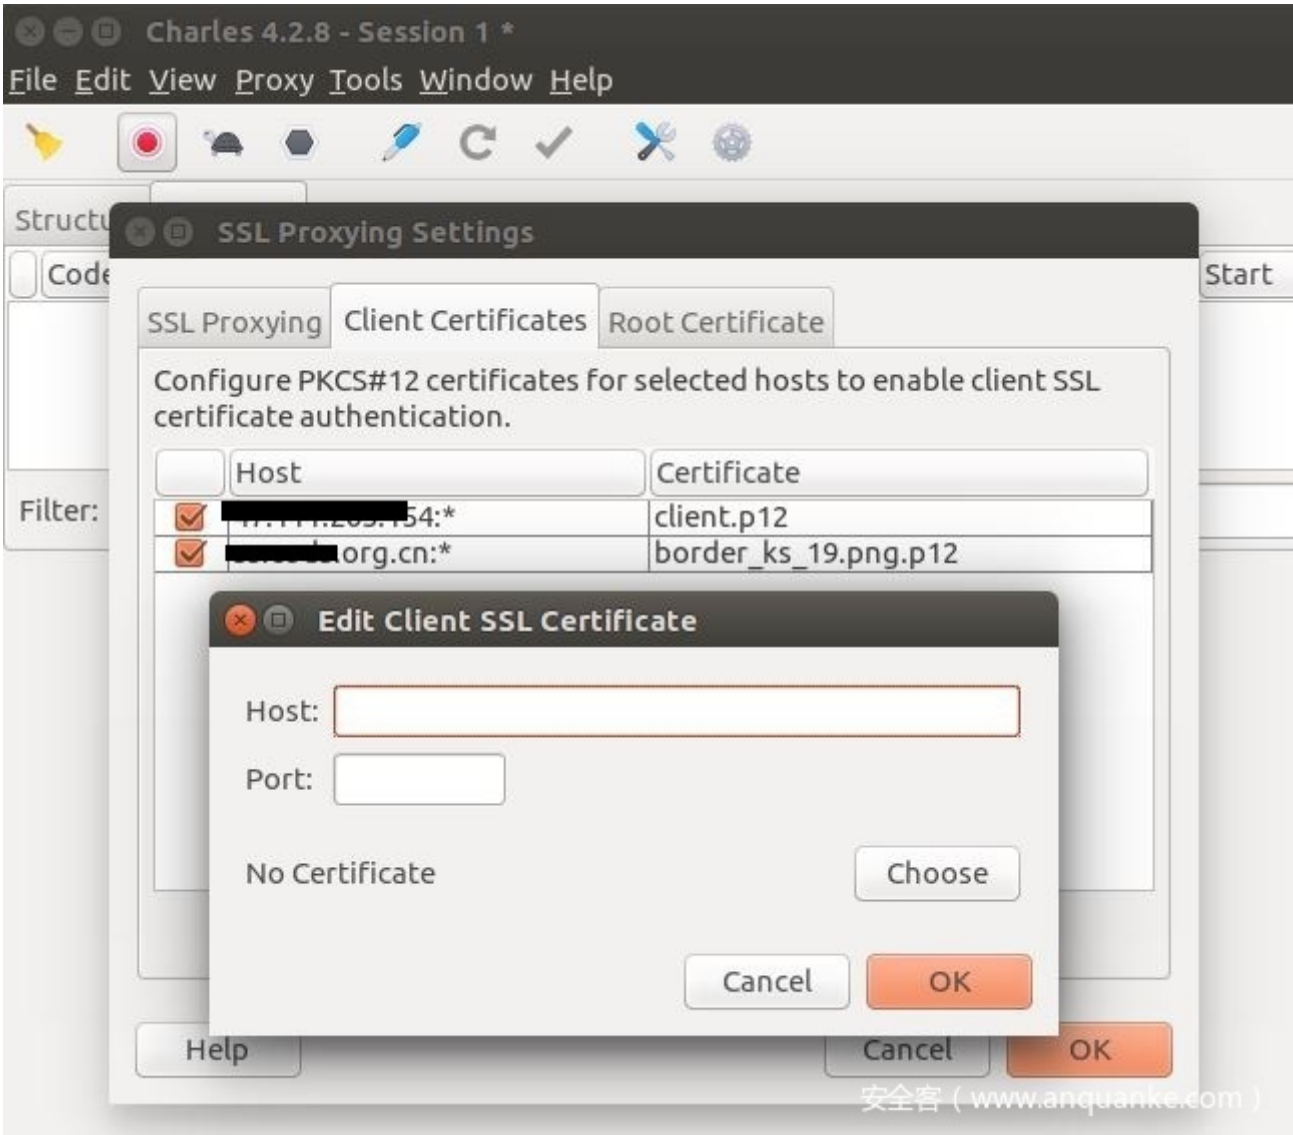 Charles 4.2.8 - Session 1 *
File Edit View Proxy Tools Window Help
Structu
SSL Proxying Settings
Code
Start
SSL Proxying Client Certificates Root Certificate
Configure PKCS#12 certificates for selected hosts to enable client SSL
certificate authentication.
Host Certificate
Filter:
54:* client.p12
.org.cn:* border_ks_19.png.p12
Edit Client SSL Certificate
Host:
Port:
No Certificate Choose
Cancel OK
Help Cancel OK
安全客 ( www.anquanke.com )